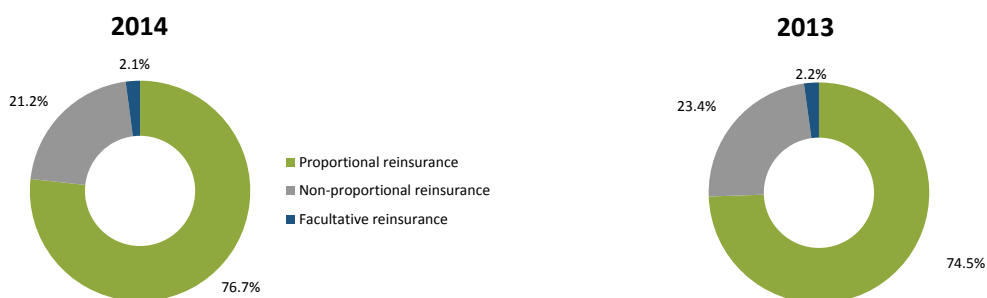 2014
2.1%
21.2%
76.7%
Proportional reinsurance
Non-proportional reinsurance
Facultative reinsurance
2013
2.2%
23.4%
74.5%